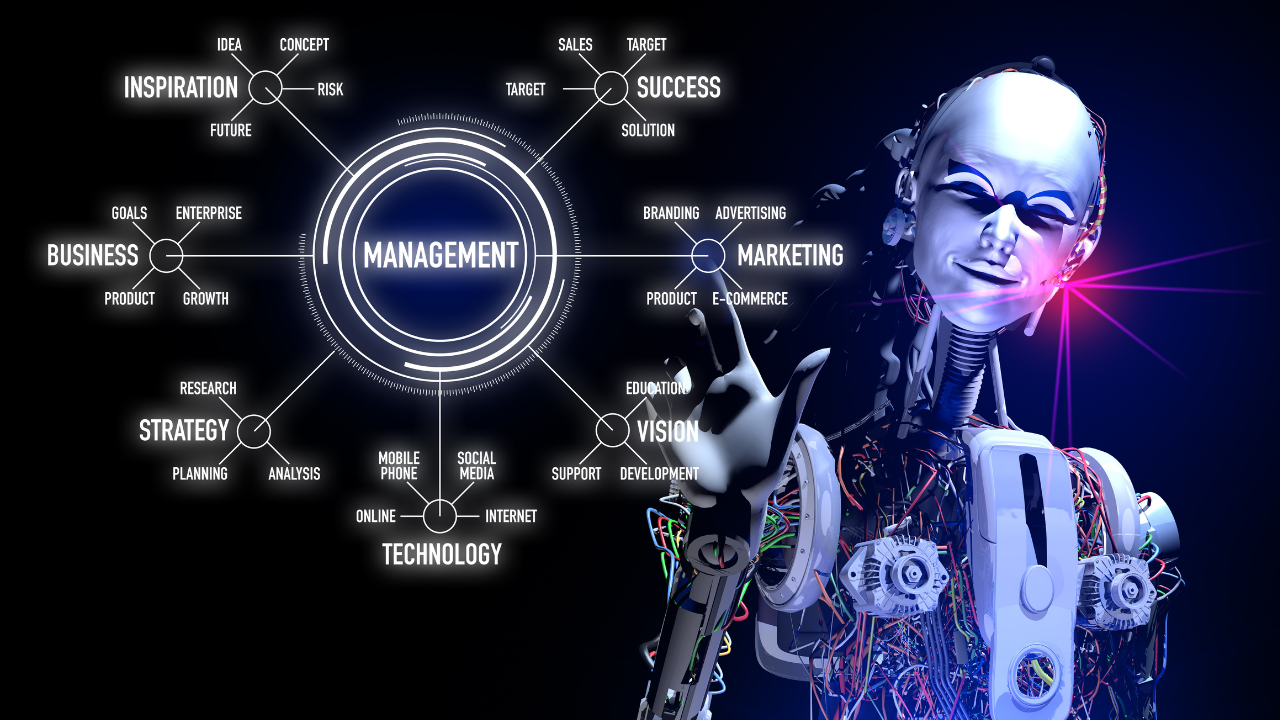 IDEA
CONCEPT
INSPIRATION
RISK
FUTURE
SALES
TARGET
TARGET
SUCCESS
SOLUTION
GOALS
ENTERPRISE
BUSINESS
PRODUCT
GROWTH
MANAGEMENT
BRANDING
ADVERTISING
MARKETING
PRODUCT
E-COMMERCE
RESEARCH
STRATEGY
PLANNING
ANALYSIS
MOBILE
PHONE
SOCIAL
MEDIA
ONLINE
INTERNET
TECHNOLOGY
EDUCATION
VISION
SUPPORT
DEVELOPMENT